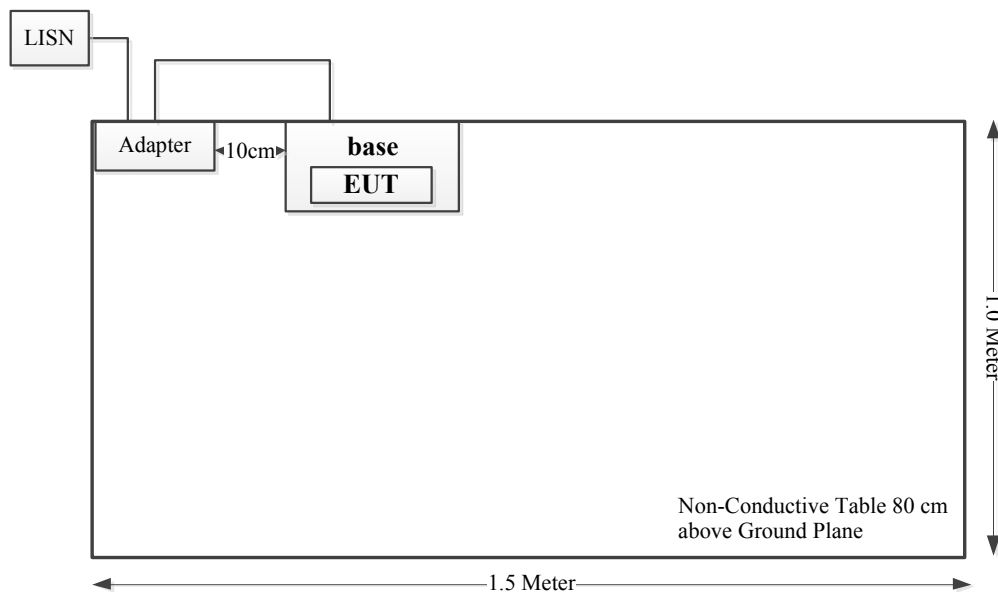 LISN
Adapter
10cm
base
EUT
1.0 Meter
Non-Conductive Table 80 cm
above Ground Plane
1.5 Meter